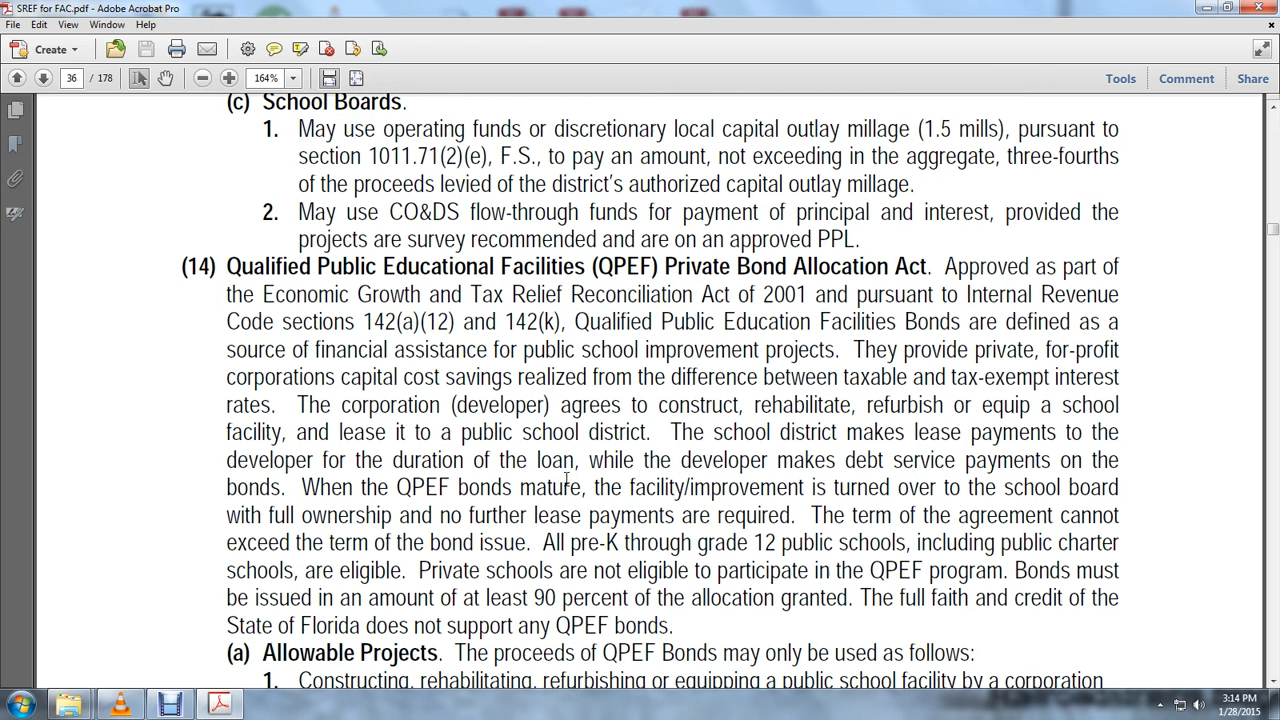 SREF for FAC.pdf - Adobe Acrobat Pro
File Edit View Window Help
Create
36 / 178 164% Tools Comment Share
(c) School Boards.
1. May use operating funds or discretionary local capital outlay millage (1.5 mills), pursuant to
section 1011.71(2)(e), F.S., to pay an amount, not exceeding in the aggregate, three-fourths
of the proceeds levied of the district's authorized capital outlay millage.
2. May use CO&DS flow-through funds for payment of principal and interest, provided the
projects are survey recommended and are on an approved PPL.
(14) Qualified Public Educational Facilities (QPEF) Private Bond Allocation Act. Approved as part of
the Economic Growth and Tax Relief Reconciliation Act of 2001 and pursuant to Internal Revenue
Code sections 142(a)(12) and 142(k), Qualified Public Education Facilities Bonds are defined as a
source of financial assistance for public school improvement projects. They provide private, for-profit
corporations capital cost savings realized from the difference between taxable and tax-exempt interest
rates. The corporation (developer) agrees to construct, rehabilitate, refurbish or equip a school
facility, and lease it to a public school district. The school district makes lease payments to the
developer for the duration of the loan, while the developer makes debt service payments on the
bonds. When the QPEF bonds mature, the facility/improvement is turned over to the school board
with full ownership and no further lease payments are required. The term of the agreement cannot
exceed the term of the bond issue. All pre-K through grade 12 public schools, including public charter
schools, are eligible. Private schools are not eligible to participate in the QPEF program. Bonds must
be issued in an amount of at least 90 percent of the allocation granted. The full faith and credit of the
State of Florida does not support any QPEF bonds.
(a) Allowable Projects. The proceeds of QPEF Bonds may only be used as follows:
1. Constructing, rehabilitating, refurbishing or equipping a public school facility by a corporation
3:14 PM
1/28/2015